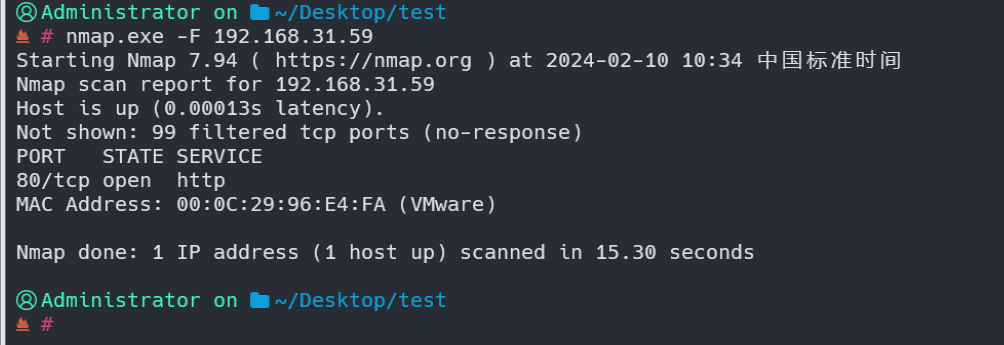 Administrator on ~/Desktop/test
# nmap.exe -F 192.168.31.59
Starting Nmap 7.94 ( https://nmap.org ) at 2024-02-10 10:34 中国标准时间
Nmap scan report for 192.168.31.59
Host is up (0.00013s latency).
Not shown: 99 filtered tcp ports (no-response)
PORT   STATE SERVICE
80/tcp open  http
MAC Address: 00:0C:29:96:E4:FA (VMware)
Nmap done: 1 IP address (1 host up) scanned in 15.30 seconds
Administrator on ~/Desktop/test
#